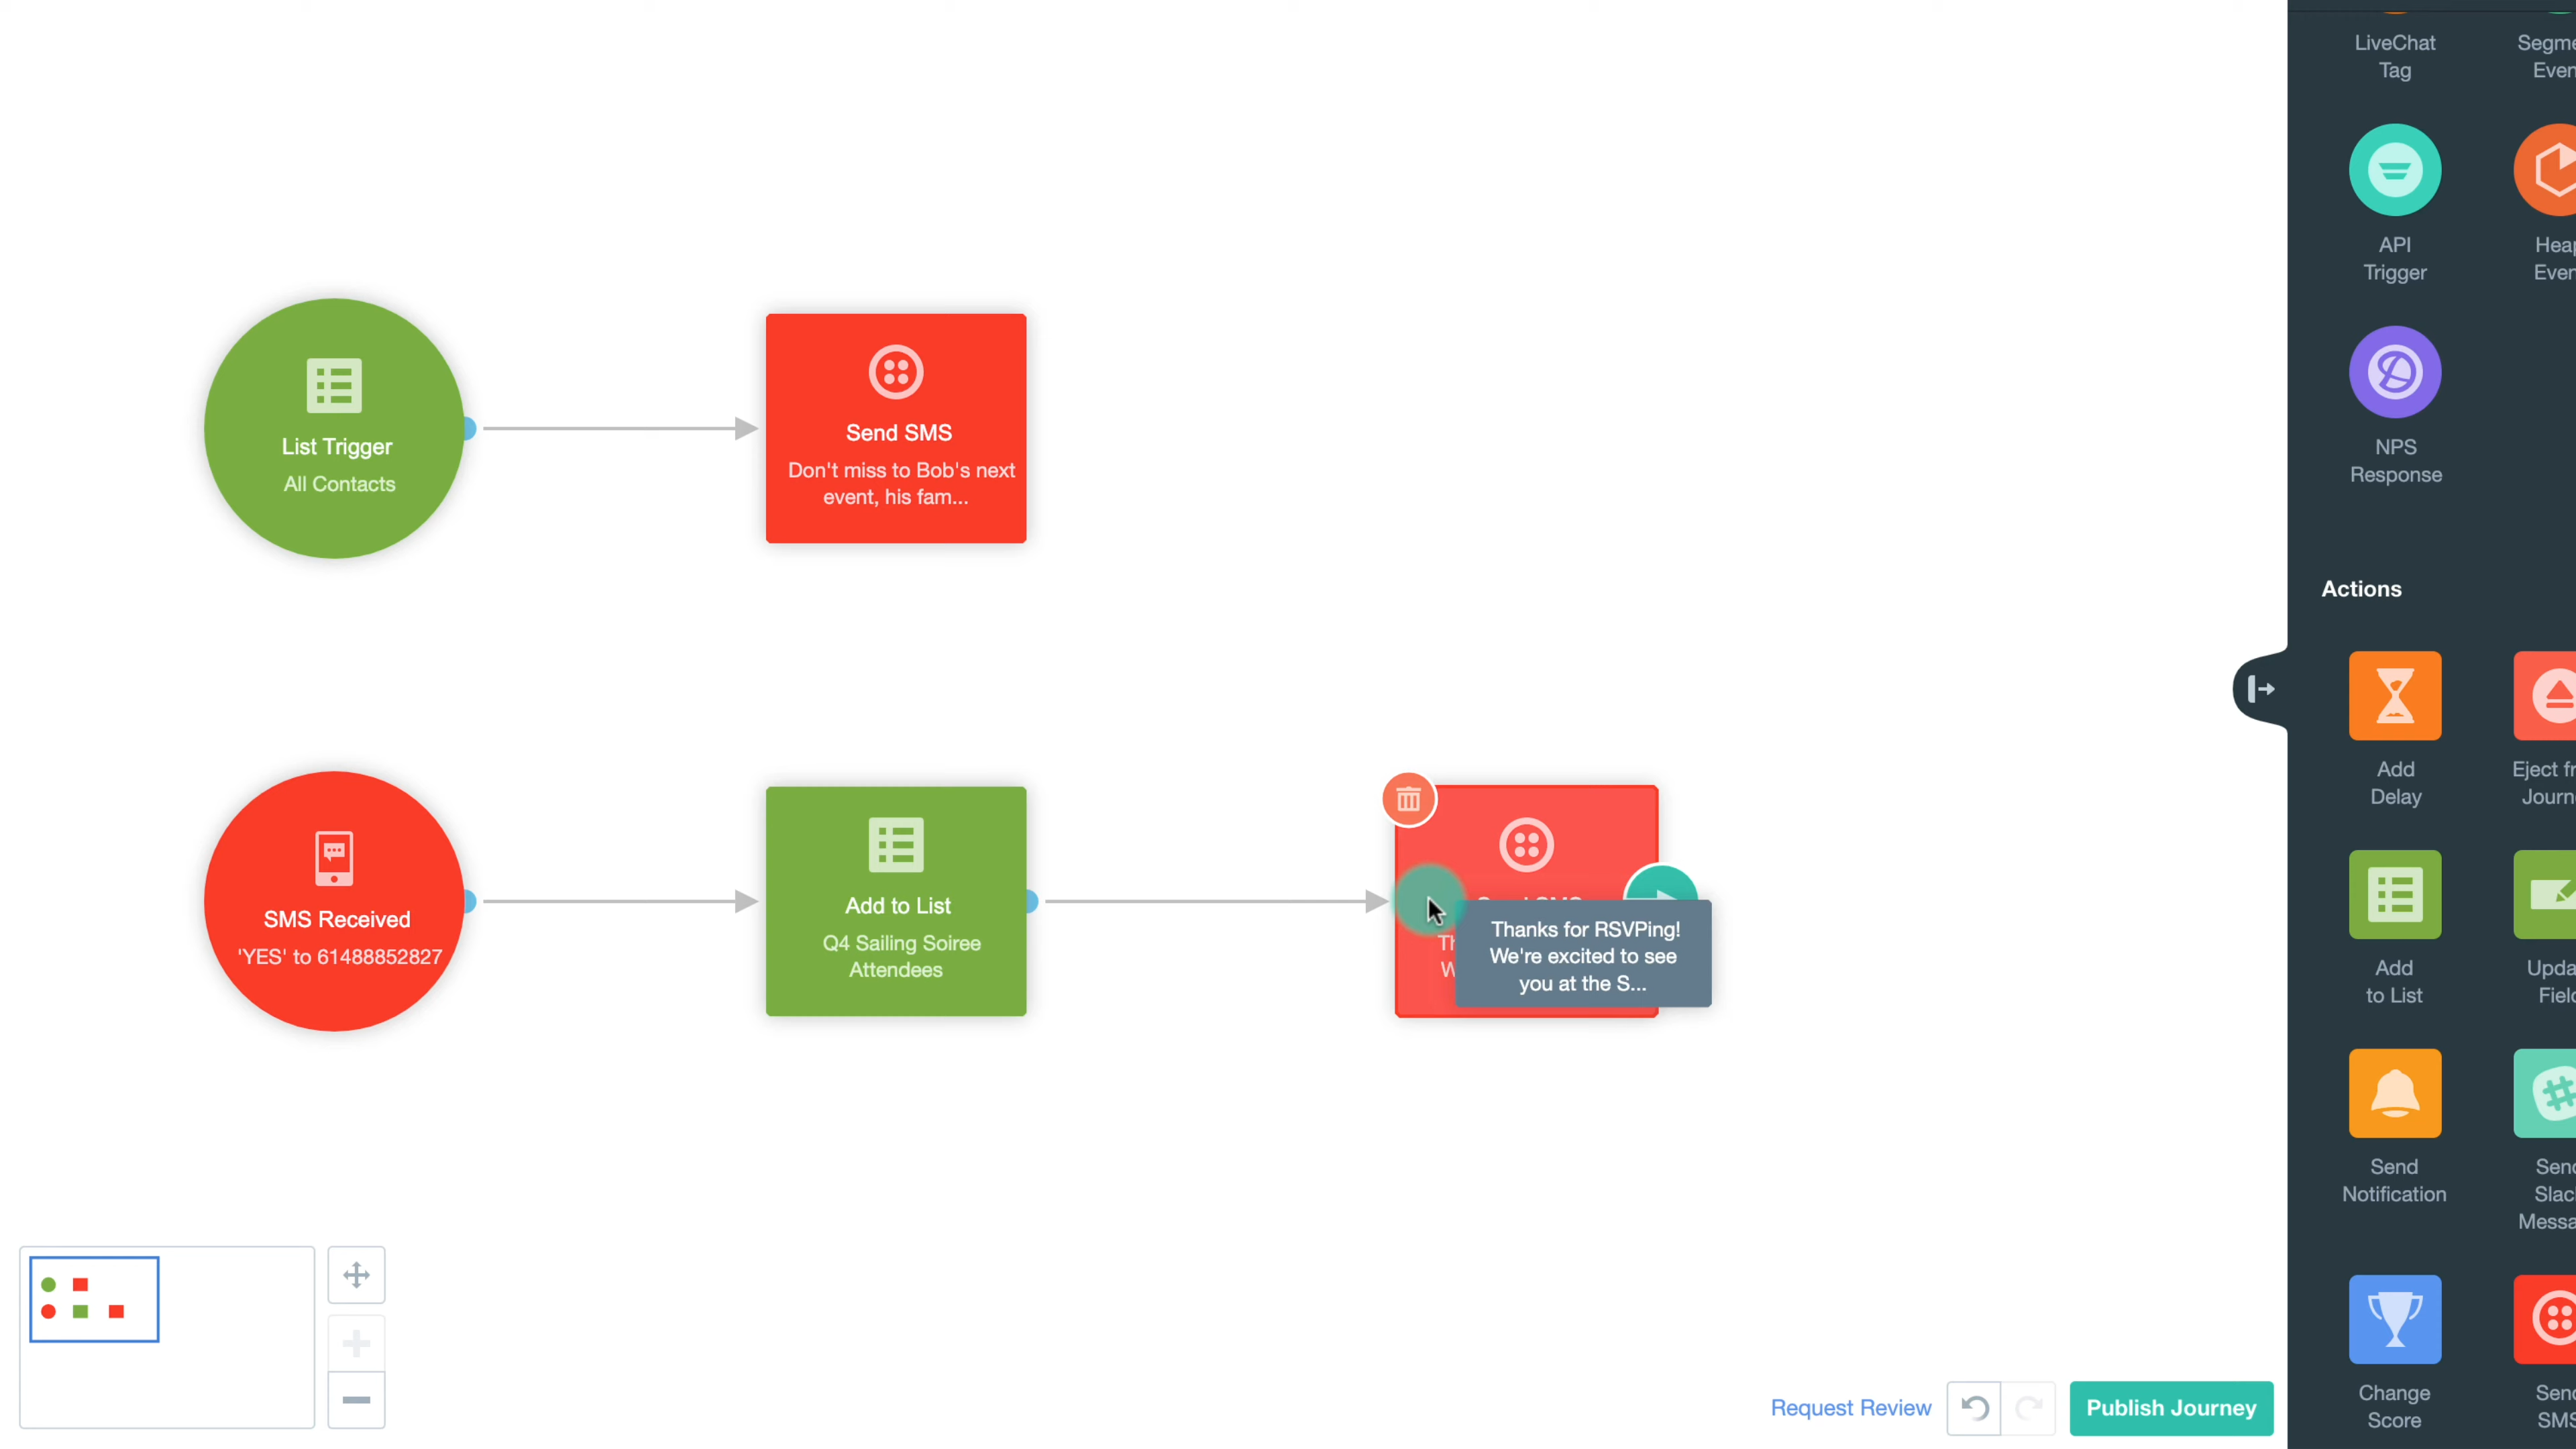 List Trigger
All Contacts
Send SMS
Don't miss to Bob's next
event, his fam...
SMS Received
'YES' to 61488852827
Add to List
Q4 Sailing Soiree
Attendees
Thanks for RSVPing!
We're excited to see
you at the S...
Request Review
Publish Journey
LiveChat
Tag
API
Trigger
NPS
Response
Actions
Add
Delay
Add
to List
Send
Notification
Change
Score